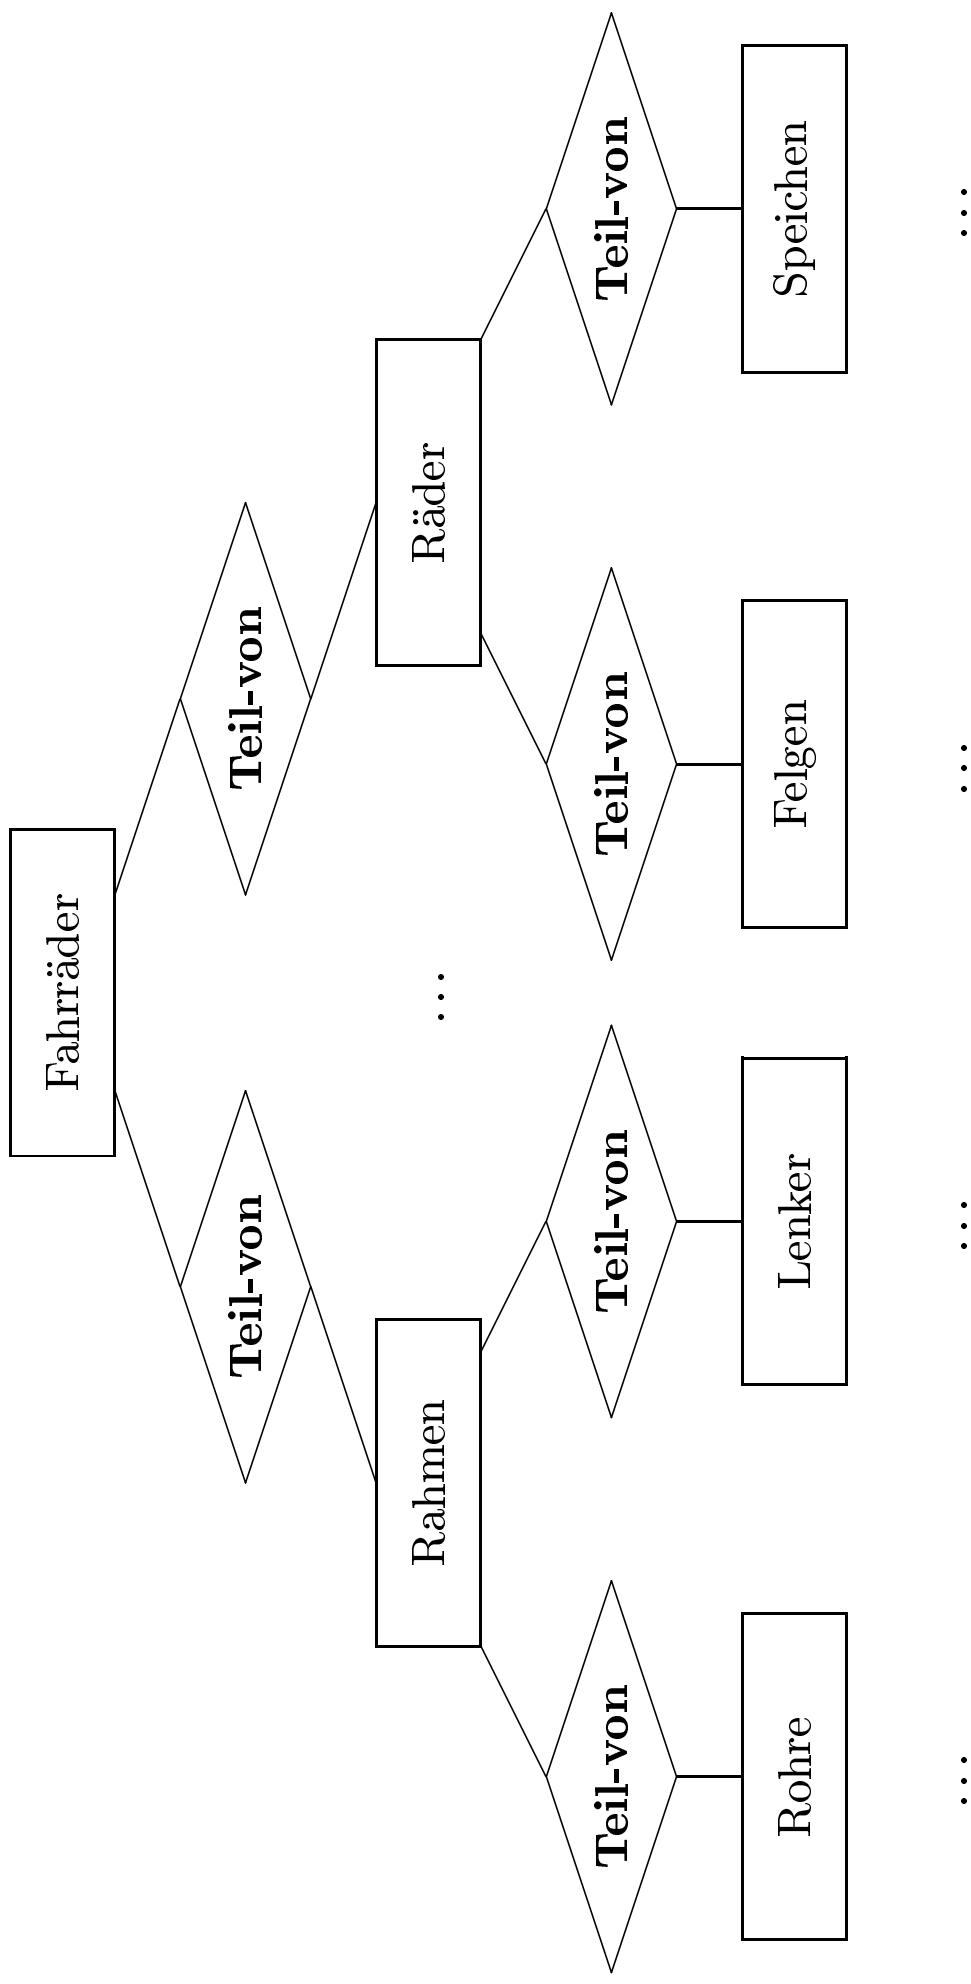 Fahrräder
Teil-von
Teil-von
Rahmen
...
Räder
Teil-von
Teil-von
Teil-von
Teil-von
Rohre
Lenker
Felgen
Speichen
...
...
...
...